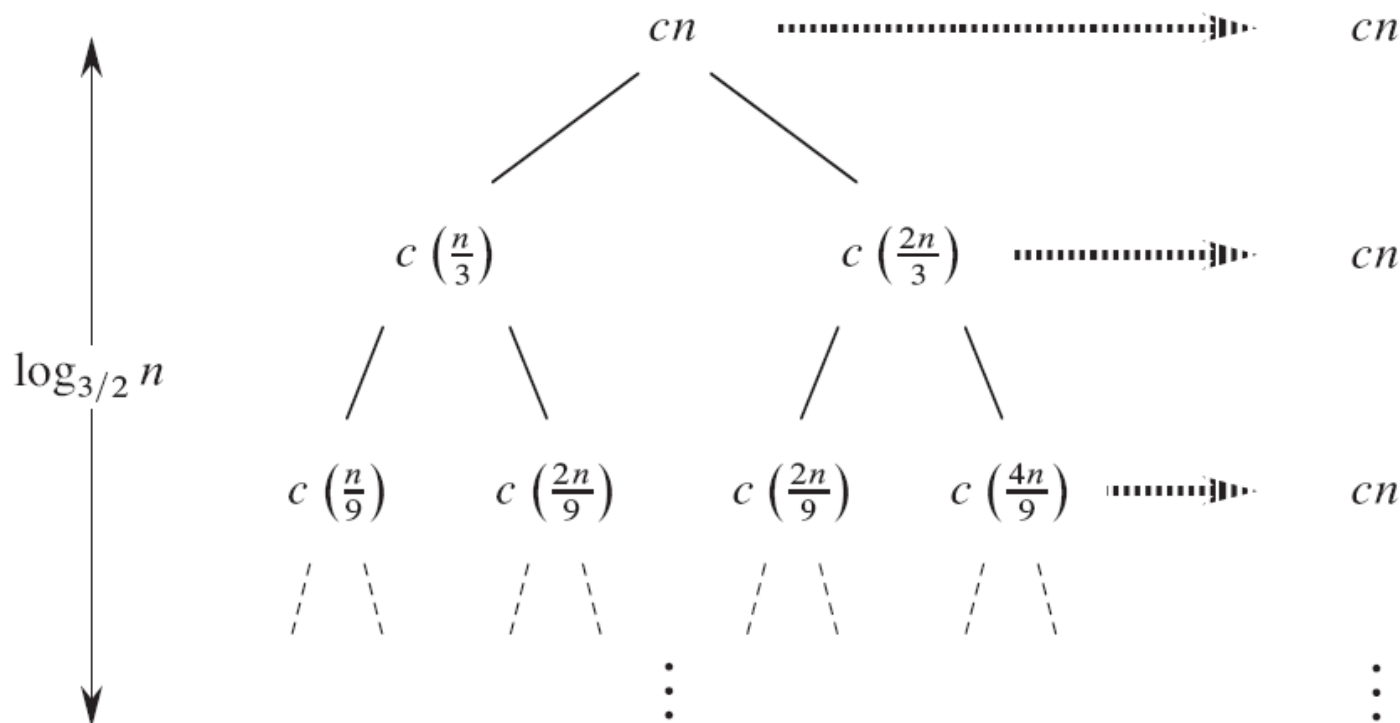 cn cn
c (n/3) c (2n/3) cn
log_{3/2} n
c (n/9) c (2n/9) c (2n/9) c (4n/9) cn
⋮ ⋮